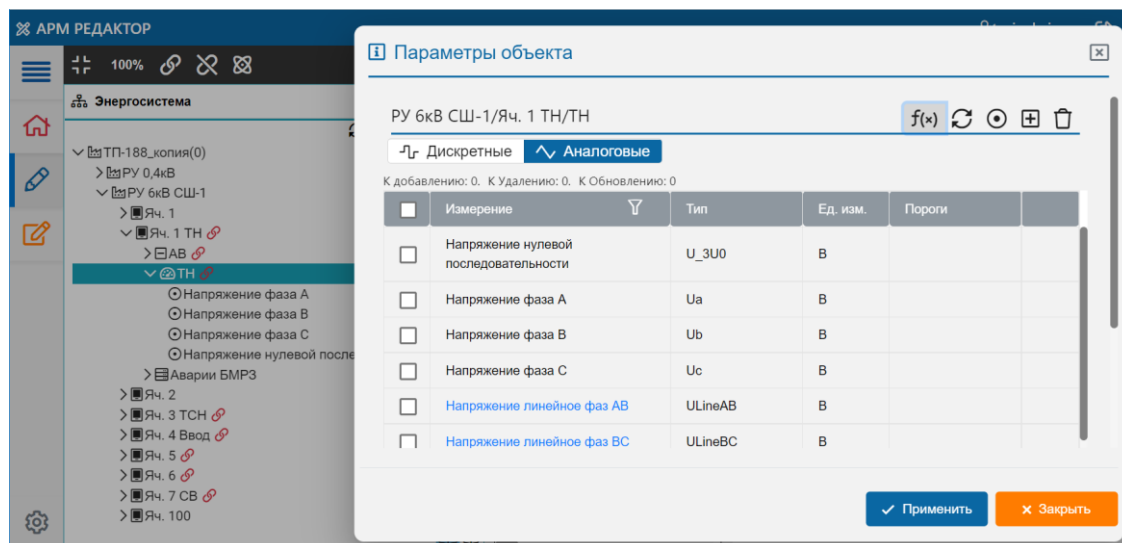 АРМ РЕДАКТОР
100%
Энергосистема
ТП-188_копия(0)
РУ 0,4кВ
РУ 6кВ СШ-1
Яч. 1
Яч. 1 ТН
АВ
ТН
Напряжение фаза А
Напряжение фаза В
Напряжение фаза С
Напряжение нулевой после
Аварии БМРЗ
Яч. 2
Яч. 3 ТСН
Яч. 4 Ввод
Яч. 5
Яч. 6
Яч. 7 СВ
Яч. 100
Параметры объекта
РУ 6кВ СШ-1/Яч. 1 ТН/ТН
f(x)
Дискретные Аналоговые
К добавлению: 0. К Удалению: 0. К Обновлению: 0
Измерение Тип Ед. изм. Пороги
Напряжение нулевой
последовательности U_3U0 В
Напряжение фаза А Ua В
Напряжение фаза В Ub В
Напряжение фаза С Uc В
Напряжение линейное фаз АВ ULineAB В
Напряжение линейное фаз ВС ULineBC В
Применить Закрыть